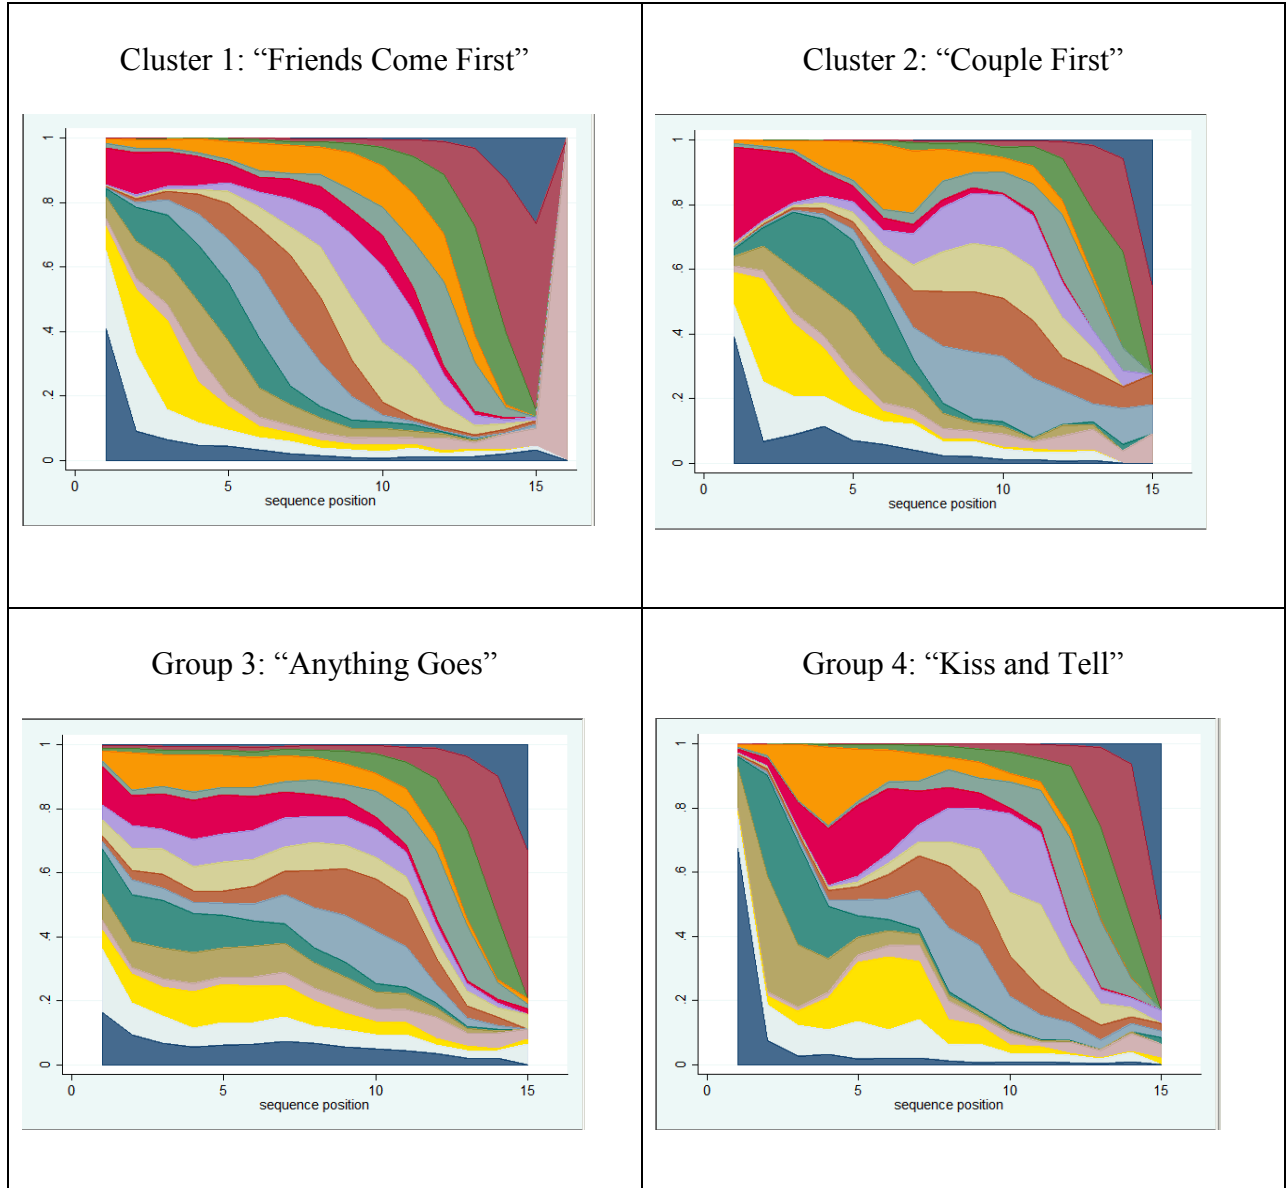 Cluster 1: “Friends Come First”
1
.8
.6
.4
.2
0
0 5 10 15
sequence position
Cluster 2: “Couple First”
1
.8
.6
.4
.2
0
0 5 10 15
sequence position
Group 3: “Anything Goes”
1
.8
.6
.4
.2
0
0 5 10 15
sequence position
Group 4: “Kiss and Tell”
1
.8
.6
.4
.2
0
0 5 10 15
sequence position